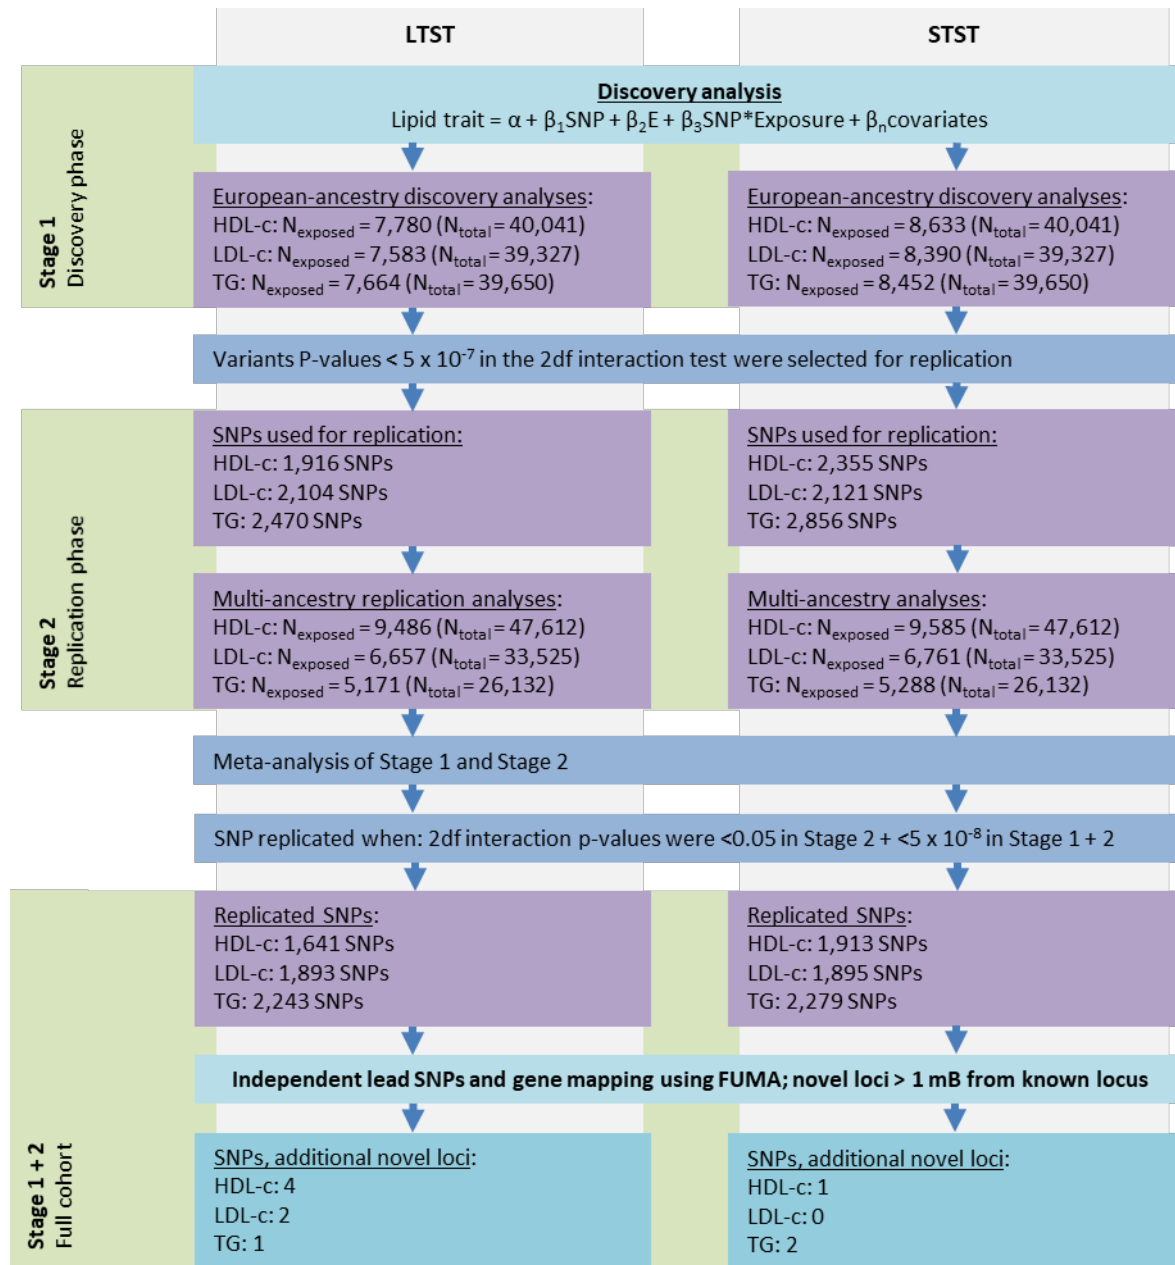 LTST
STST
Stage 1
Discovery phase
Discovery analysis
Lipid trait = α + β₁SNP + β₂E + β₃SNP*Exposure + βₙcovariates
European-ancestry discovery analyses:
HDL-c: Nexposed = 7,780 (Ntotal = 40,041)
LDL-c: Nexposed = 7,583 (Ntotal = 39,327)
TG: Nexposed = 7,664 (Ntotal = 39,650)
European-ancestry discovery analyses:
HDL-c: Nexposed = 8,633 (Ntotal = 40,041)
LDL-c: Nexposed = 8,390 (Ntotal = 39,327)
TG: Nexposed = 8,452 (Ntotal = 39,650)
Variants P-values < 5 x 10⁻⁷ in the 2df interaction test were selected for replication
Stage 2
Replication phase
SNPs used for replication:
HDL-c: 1,916 SNPs
LDL-c: 2,104 SNPs
TG: 2,470 SNPs
SNPs used for replication:
HDL-c: 2,355 SNPs
LDL-c: 2,121 SNPs
TG: 2,856 SNPs
Multi-ancestry replication analyses:
HDL-c: Nexposed = 9,486 (Ntotal = 47,612)
LDL-c: Nexposed = 6,657 (Ntotal = 33,525)
TG: Nexposed = 5,171 (Ntotal = 26,132)
Multi-ancestry analyses:
HDL-c: Nexposed = 9,585 (Ntotal = 47,612)
LDL-c: Nexposed = 6,761 (Ntotal = 33,525)
TG: Nexposed = 5,288 (Ntotal = 26,132)
Meta-analysis of Stage 1 and Stage 2
SNP replicated when: 2df interaction p-values were <0.05 in Stage 2 + <5 x 10⁻⁸ in Stage 1 + 2
Stage 1 + 2
Full cohort
Replicated SNPs:
HDL-c: 1,641 SNPs
LDL-c: 1,893 SNPs
TG: 2,243 SNPs
Replicated SNPs:
HDL-c: 1,913 SNPs
LDL-c: 1,895 SNPs
TG: 2,279 SNPs
Independent lead SNPs and gene mapping using FUMA; novel loci > 1 mB from known locus
SNPs, additional novel loci:
HDL-c: 4
LDL-c: 2
TG: 1
SNPs, additional novel loci:
HDL-c: 1
LDL-c: 0
TG: 2